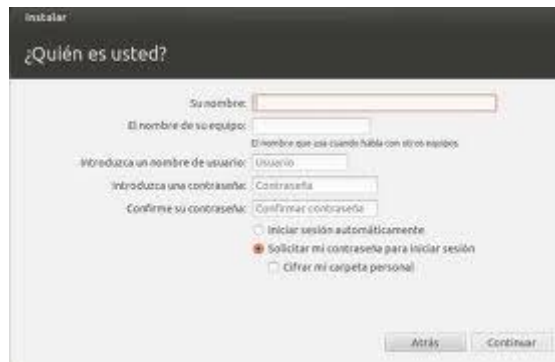 Instalar
¿Quién es usted?
Su nombre:
El nombre de su equipo:
El nombre que usa cuando habla con otros equipos.
Introduzca un nombre de usuario: Usuario
Introduzca una contraseña: Contraseña
Confirme su contraseña: Confirmar contraseña
Iniciar sesión automáticamente
Solicitar mi contraseña para iniciar sesión
Cifrar mi carpeta personal
Atrás Continuar